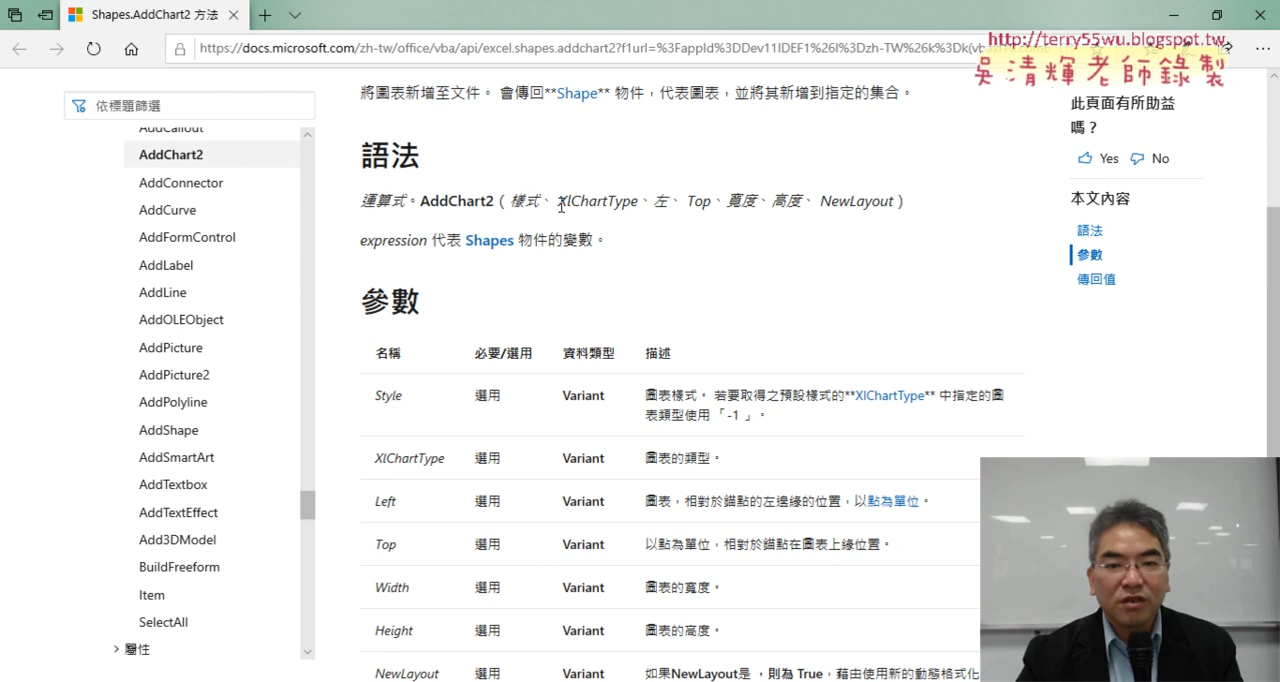 Shapes.AddChart2 方法
https://docs.microsoft.com/zh-tw/office/vba/api/excel.shapes.addchart2?f1url=%3FappId%3DDev11IDEF1%26l%3Dzh-TW%26k%3Dk(vb
http://terry55wu.blogspot.tw
吳清輝老師錄製
依標題篩選
AddCallout
AddChart2
AddConnector
AddCurve
AddFormControl
AddLabel
AddLine
AddOLEObject
AddPicture
AddPicture2
AddPolyline
AddShape
AddSmartArt
AddTextbox
AddTextEffect
Add3DModel
BuildFreeform
Item
SelectAll
屬性
將圖表新增至文件。 會傳回**Shape** 物件，代表圖表，並將其新增到指定的集合。
語法
運算式。AddChart2 ( 樣式、 XlChartType、左、 Top、寬度、高度、 NewLayout )
expression 代表 Shapes 物件的變數。
參數
名稱 必要/選用 資料類型 描述
Style 選用 Variant 圖表樣式。 若要取得之預設樣式的**XlChartType** 中指定的圖
表類型使用 「-1 」。
XlChartType 選用 Variant 圖表的類型。
Left 選用 Variant 圖表，相對於錨點的左邊緣的位置，以點為單位。
Top 選用 Variant 以點為單位，相對於錨點在圖表上緣位置。
Width 選用 Variant 圖表的寬度。
Height 選用 Variant 圖表的高度。
NewLayout 選用 Variant 如果NewLayout是 ，則為 True，藉由使用新的動態格式化
此頁面有所助益
嗎？
Yes No
本文內容
語法
參數
傳回值